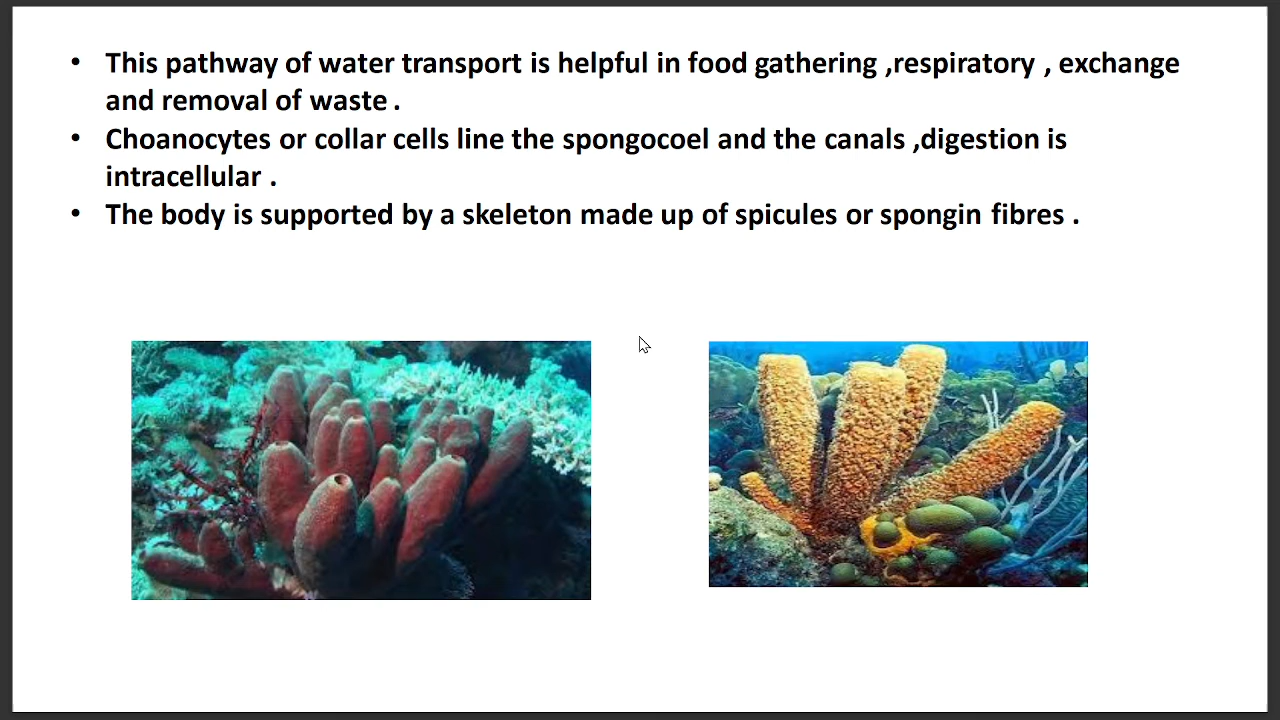 • This pathway of water transport is helpful in food gathering ,respiratory , exchange
and removal of waste .
• Choanocytes or collar cells line the spongocoel and the canals ,digestion is
intracellular .
• The body is supported by a skeleton made up of spicules or spongin fibres .